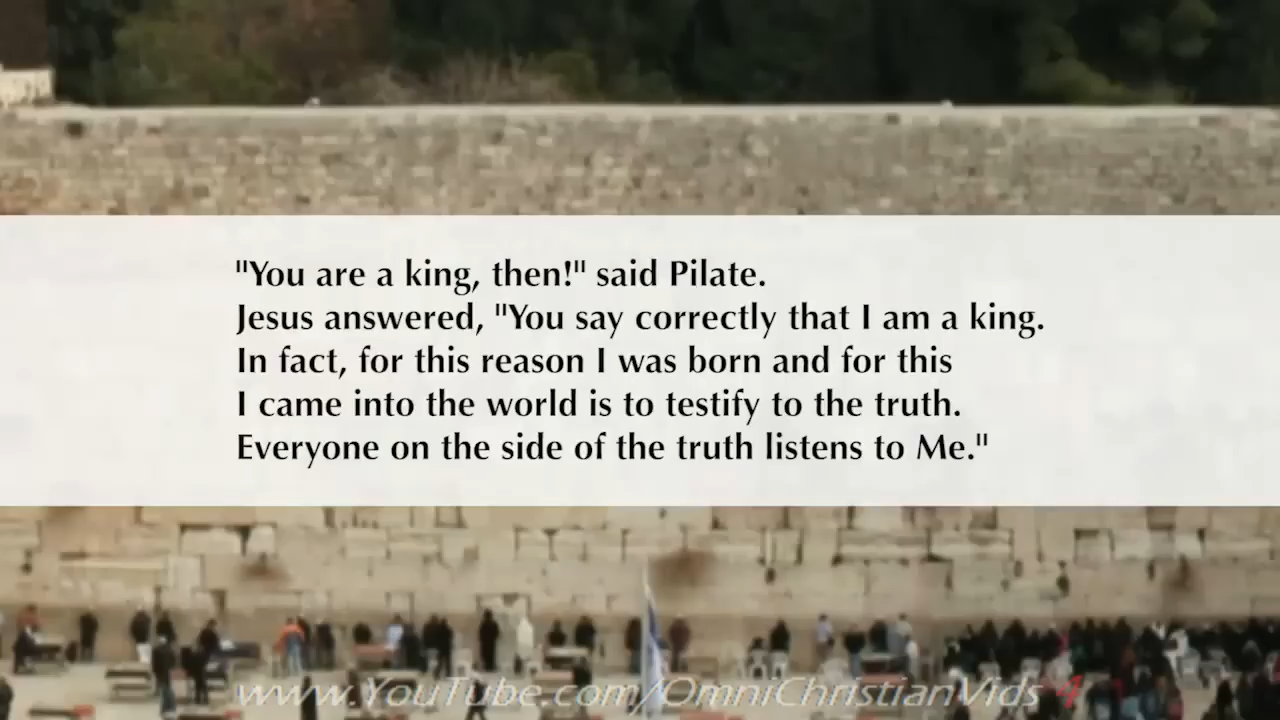 "You are a king, then!" said Pilate.
Jesus answered, "You say correctly that I am a king.
In fact, for this reason I was born and for this
I came into the world is to testify to the truth.
Everyone on the side of the truth listens to Me."
www.YouTube.com/OmniChristianVids 4